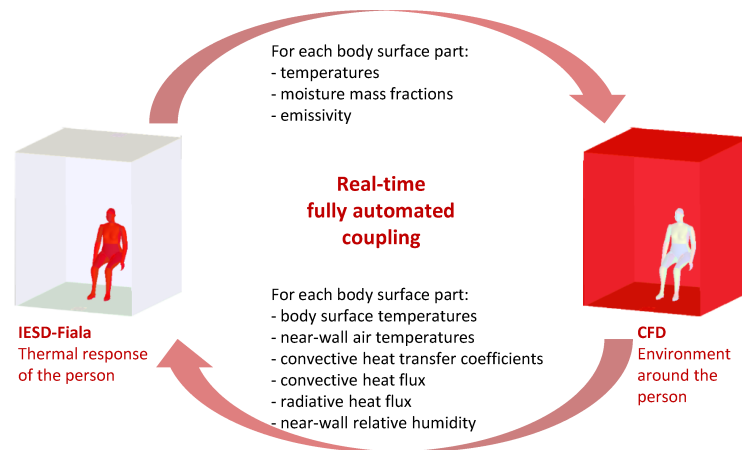 For each body surface part:
- temperatures
- moisture mass fractions
- emissivity
Real-time
fully automated
coupling
For each body surface part:
- body surface temperatures
- near-wall air temperatures
- convective heat transfer coefficients
- convective heat flux
- radiative heat flux
- near-wall relative humidity
IESD-Fiala
Thermal response
of the person
CFD
Environment
around the
person